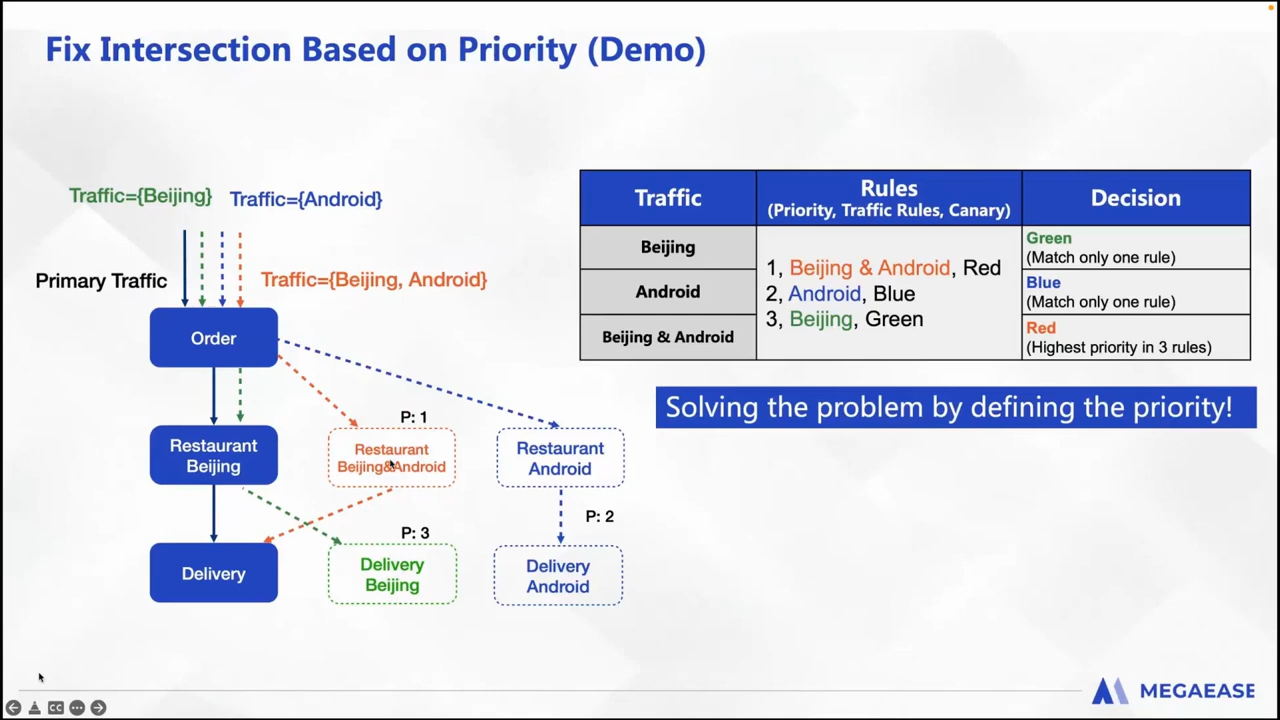 Fix Intersection Based on Priority (Demo)
Traffic={Beijing}
Traffic={Android}
Primary Traffic
Traffic={Beijing, Android}
Order
P: 1
Restaurant
Beijing
Restaurant
Beijing&Android
Restaurant
Android
P: 2
P: 3
Delivery
Delivery
Beijing
Delivery
Android
Traffic
Rules
(Priority, Traffic Rules, Canary)
Decision
Beijing
Android
Beijing & Android
1, Beijing & Android, Red
2, Android, Blue
3, Beijing, Green
Green
(Match only one rule)
Blue
(Match only one rule)
Red
(Highest priority in 3 rules)
Solving the problem by defining the priority!
CC
MEGAEASE